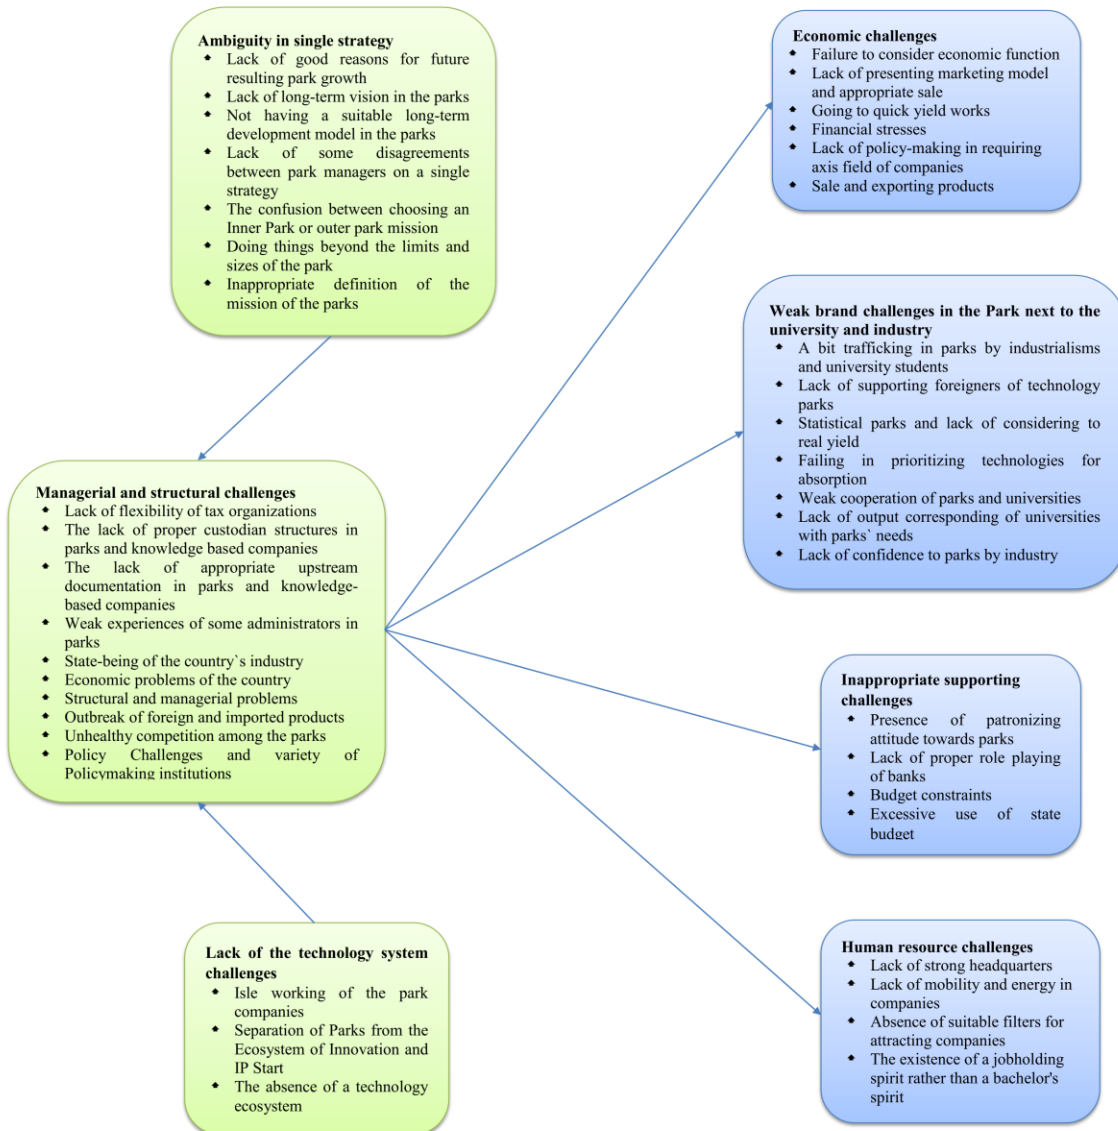 Ambiguity in single strategy
Lack of good reasons for future
resulting park growth
Lack of long-term vision in the parks
Not having a suitable long-term
development model in the parks
Lack of some disagreements
between park managers on a single
strategy
The confusion between choosing an
Inner Park or outer park mission
Doing things beyond the limits and
sizes of the park
Inappropriate definition of the
mission of the parks
Managerial and structural challenges
Lack of flexibility of tax organizations
The lack of proper custodian structures in
parks and knowledge based companies
The lack of appropriate upstream
documentation in parks and knowledge-
based companies
Weak experiences of some administrators in
parks
State-being of the country`s industry
Economic problems of the country
Structural and managerial problems
Outbreak of foreign and imported products
Unhealthy competition among the parks
Policy Challenges and variety of
Policymaking institutions
Lack of the technology system
challenges
Isle working of the park
companies
Separation of Parks from the
Ecosystem of Innovation and
IP Start
The absence of a technology
ecosystem
Economic challenges
Failure to consider economic function
Lack of presenting marketing model
and appropriate sale
Going to quick yield works
Financial stresses
Lack of policy-making in requiring
axis field of companies
Sale and exporting products
Weak brand challenges in the Park next to the
university and industry
A bit trafficking in parks by industrialisms
and university students
Lack of supporting foreigners of technology
parks
Statistical parks and lack of considering to
real yield
Failing in prioritizing technologies for
absorption
Weak cooperation of parks and universities
Lack of output corresponding of universities
with parks` needs
Lack of confidence to parks by industry
Inappropriate supporting
challenges
Presence of patronizing
attitude towards parks
Lack of proper role playing
of banks
Budget constraints
Excessive use of state
budget
Human resource challenges
Lack of strong headquarters
Lack of mobility and energy in
companies
Absence of suitable filters for
attracting companies
The existence of a jobholding
spirit rather than a bachelor's
spirit